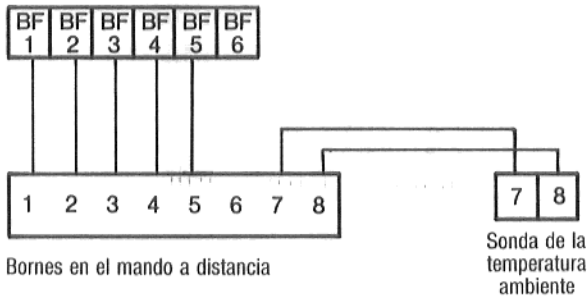 BF BF BF BF BF BF
1 2 3 4 5 6
1 2 3 4 5 6 7 8
7 8
Bornes en el mando a distancia
Sonda de la
temperatura
ambiente